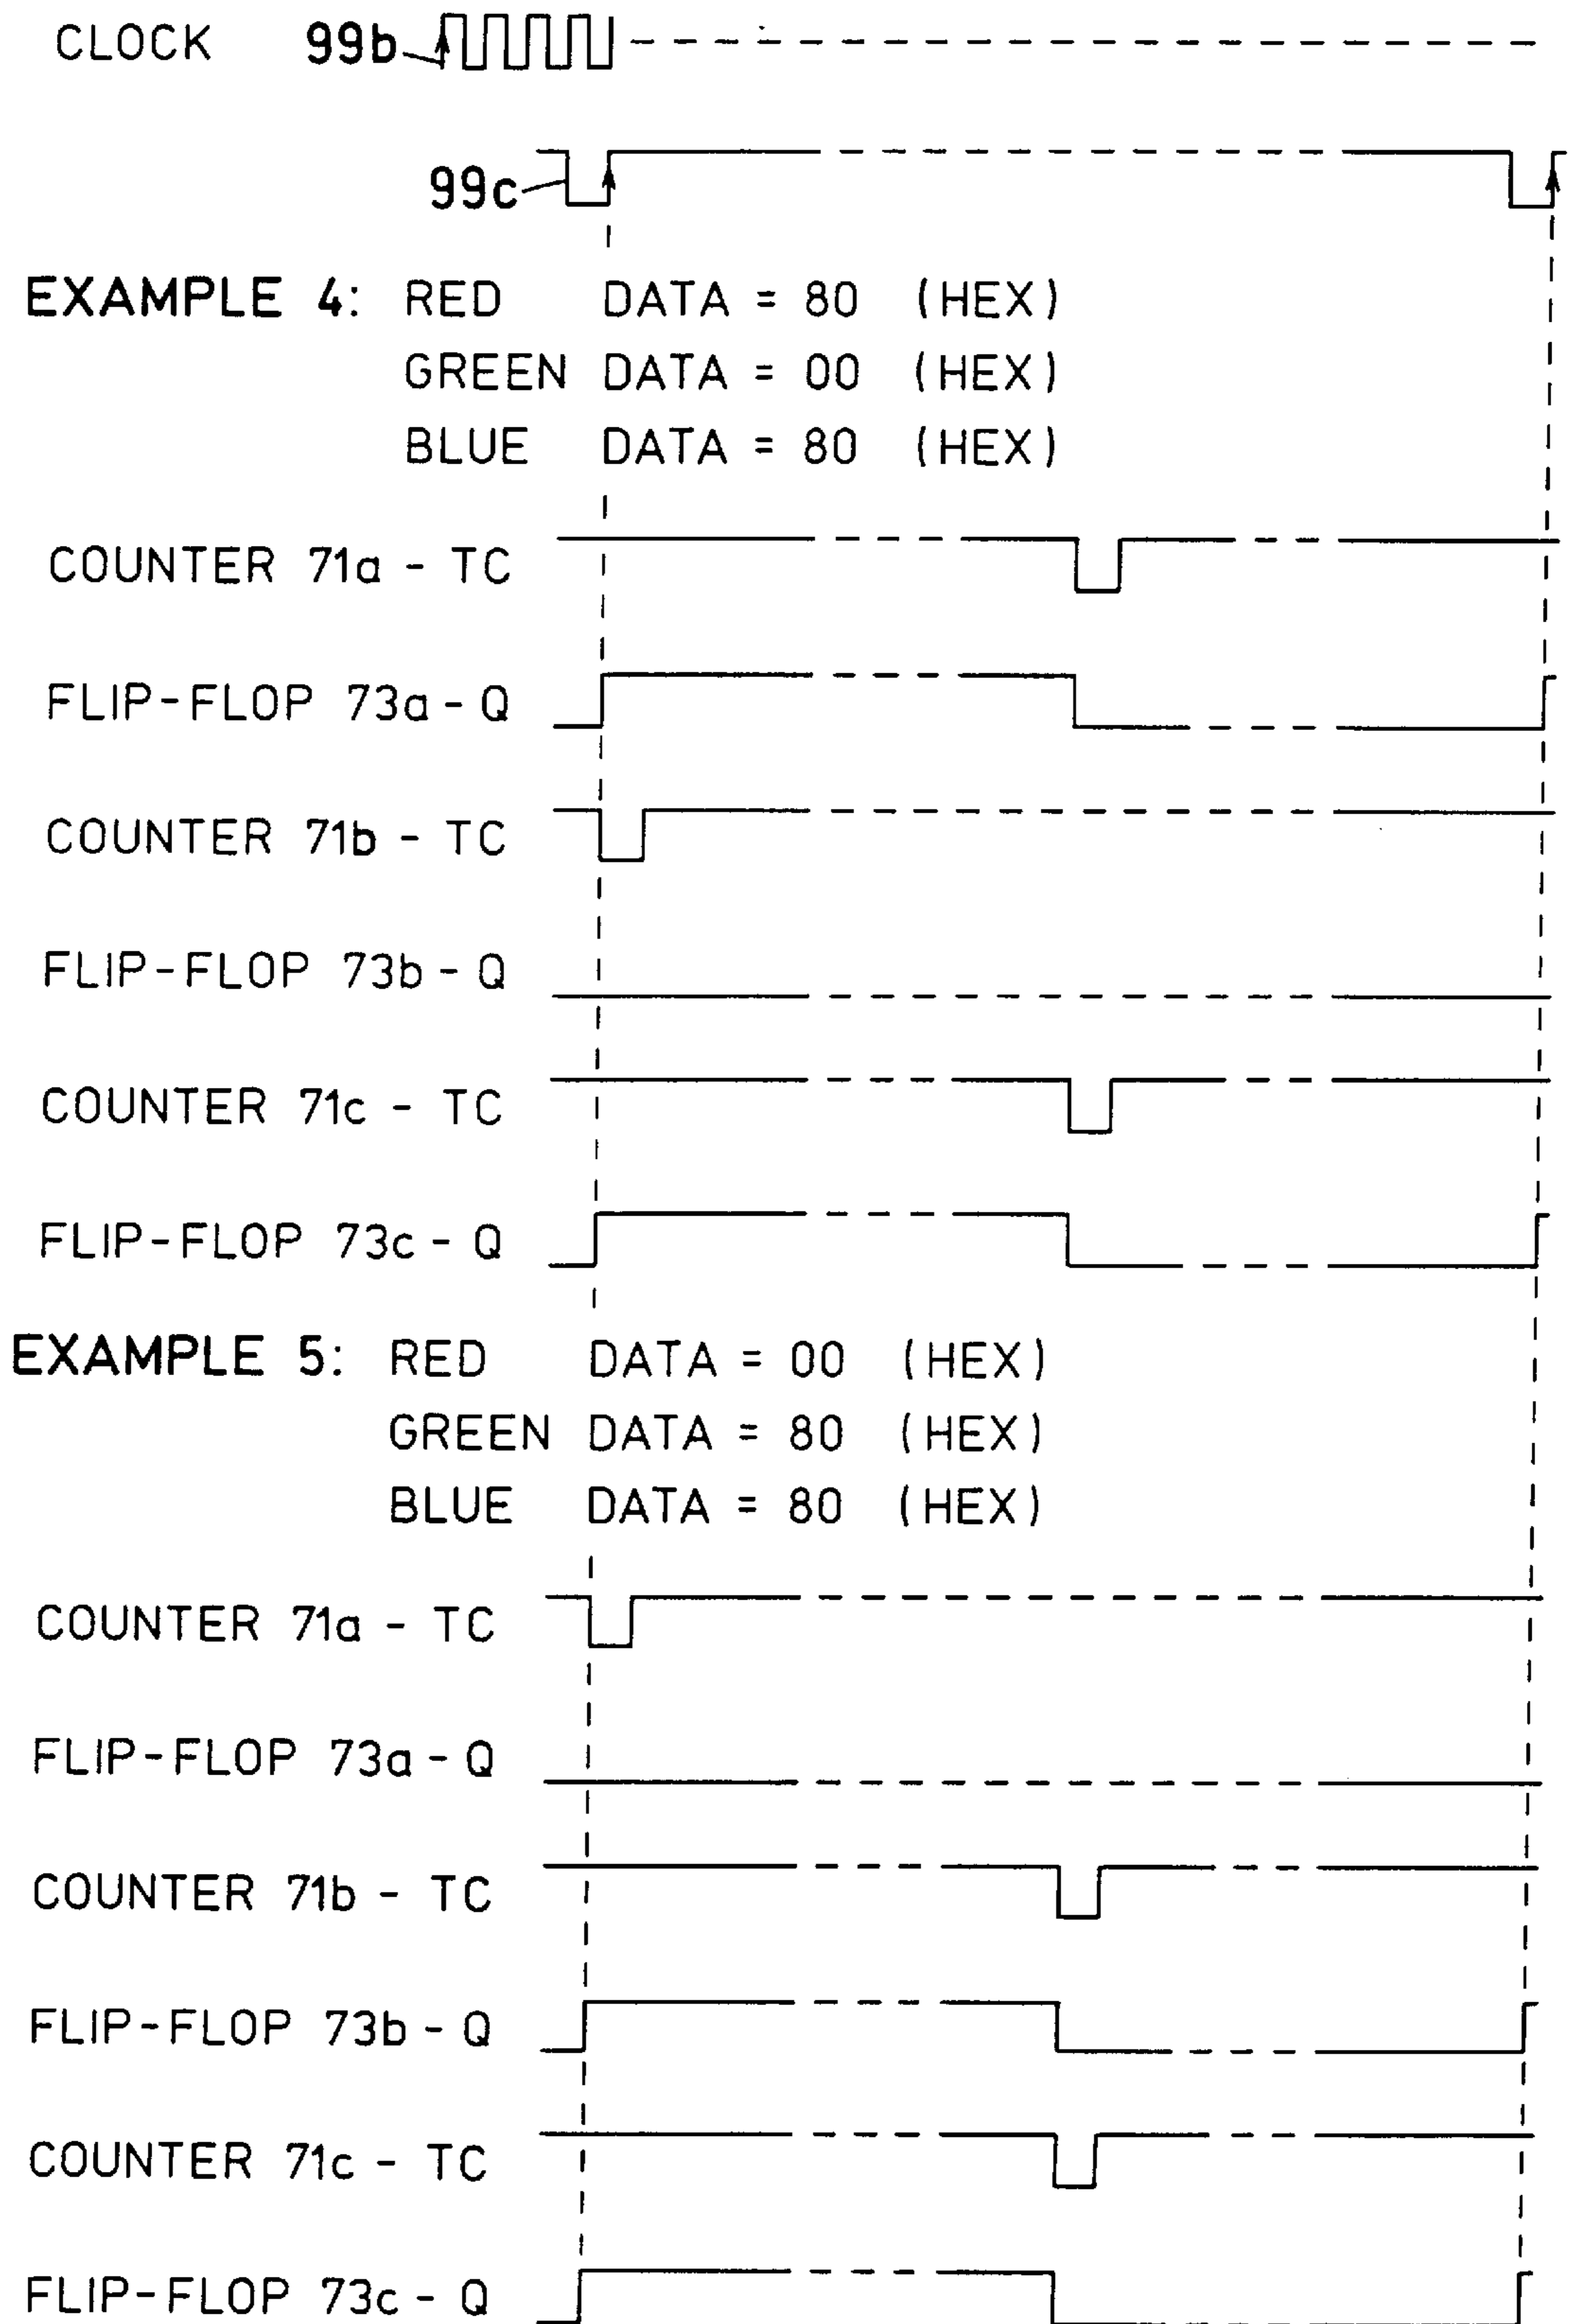 CLOCK 99b
99c
EXAMPLE 4: RED DATA = 80 (HEX)
GREEN DATA = 00 (HEX)
BLUE DATA = 80 (HEX)
COUNTER 71a - TC
FLIP-FLOP 73a - Q
COUNTER 71b - TC
FLIP-FLOP 73b - Q
COUNTER 71c - TC
FLIP-FLOP 73c - Q
EXAMPLE 5: RED DATA = 00 (HEX)
GREEN DATA = 80 (HEX)
BLUE DATA = 80 (HEX)
COUNTER 71a - TC
FLIP-FLOP 73a - Q
COUNTER 71b - TC
FLIP-FLOP 73b - Q
COUNTER 71c - TC
FLIP-FLOP 73c - Q